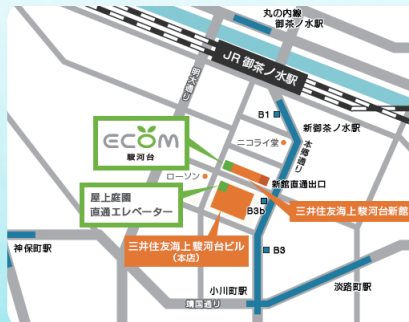 丸の内線
御茶ノ水駅
JR 御茶ノ水駅
明大通り
B1
新御茶ノ水駅
ニコライ堂
本郷通り
ECOM
駿河台
ローソン
新館直通出口
屋上庭園
直通エレベーター
B3b
三井住友海上 駿河台新館
三井住友海上 駿河台ビル
(本店)
B3
神保町駅
小川町駅
淡路町駅
靖国通り